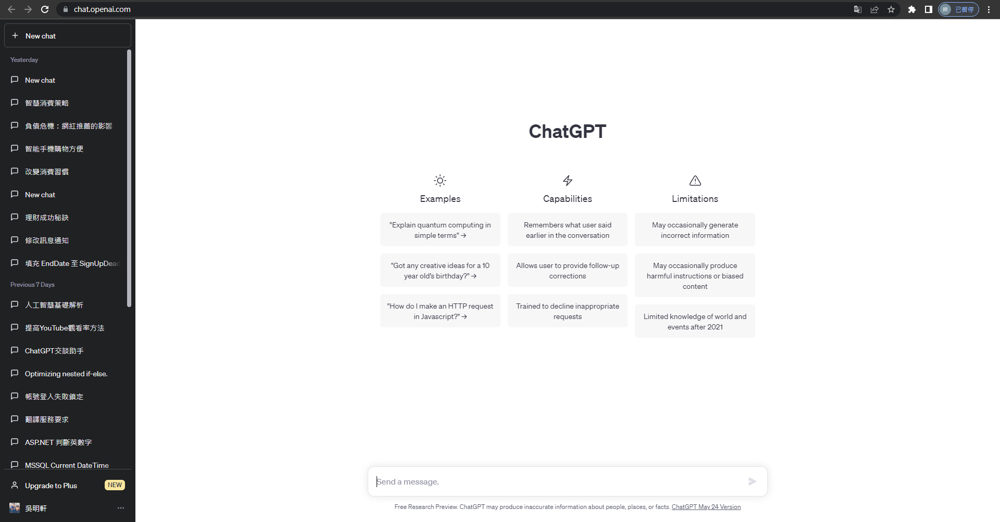 chat.openai.com
師 已暫停
New chat
Yesterday
New chat
智慧消費策略
負債危機：網紅推薦的影響
智能手機購物方便
改變消費習慣
New chat
理財成功秘訣
修改訊息通知
填充 EndDate 至 SignUpDead
Previous 7 Days
人工智慧基礎解析
提高YouTube觀看率方法
ChatGPT交談助手
Optimizing nested if-else.
帳號登入失敗鎖定
翻譯服務要求
ASP.NET 判斷英數字
MSSQL Current DateTime
Upgrade to Plus NEW
吳明軒
ChatGPT
Examples
"Explain quantum computing in
simple terms" →
"Got any creative ideas for a 10
year old's birthday?" →
"How do I make an HTTP request
in Javascript?" →
Capabilities
Remembers what user said
earlier in the conversation
Allows user to provide follow-up
corrections
Trained to decline inappropriate
requests
Limitations
May occasionally generate
incorrect information
May occasionally produce
harmful instructions or biased
content
Limited knowledge of world and
events after 2021
Send a message.
Free Research Preview. ChatGPT may produce inaccurate information about people, places, or facts. ChatGPT May 24 Version